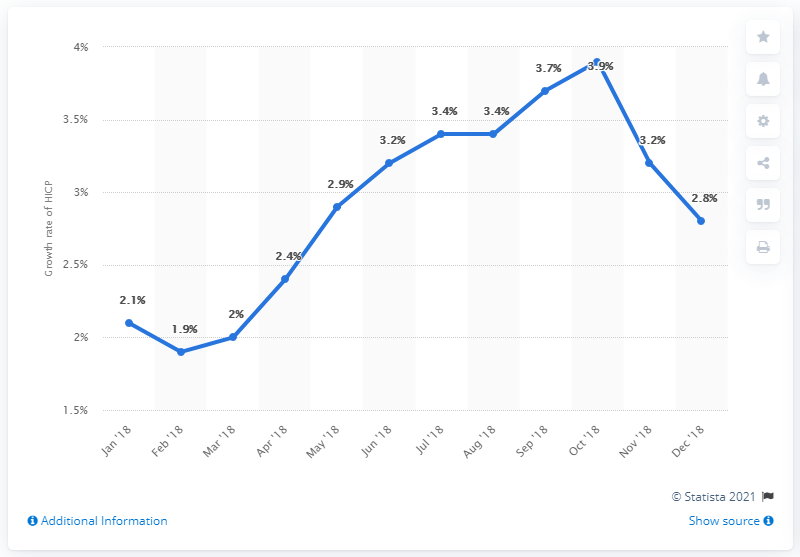 4%
3.5%
3%
2.5%
2%
1.5%
Growth rate of HICP
2.1%
1.9%
2%
2.4%
2.9%
3.2%
3.4%
3.4%
3.7%
3.9%
3.2%
2.8%
Jan '18
Feb '18
Mar '18
Apr '18
May '18
Jun '18
Jul '18
Aug '18
Sep '18
Oct '18
Nov '18
Dec '18
© Statista 2021
Additional Information
Show source